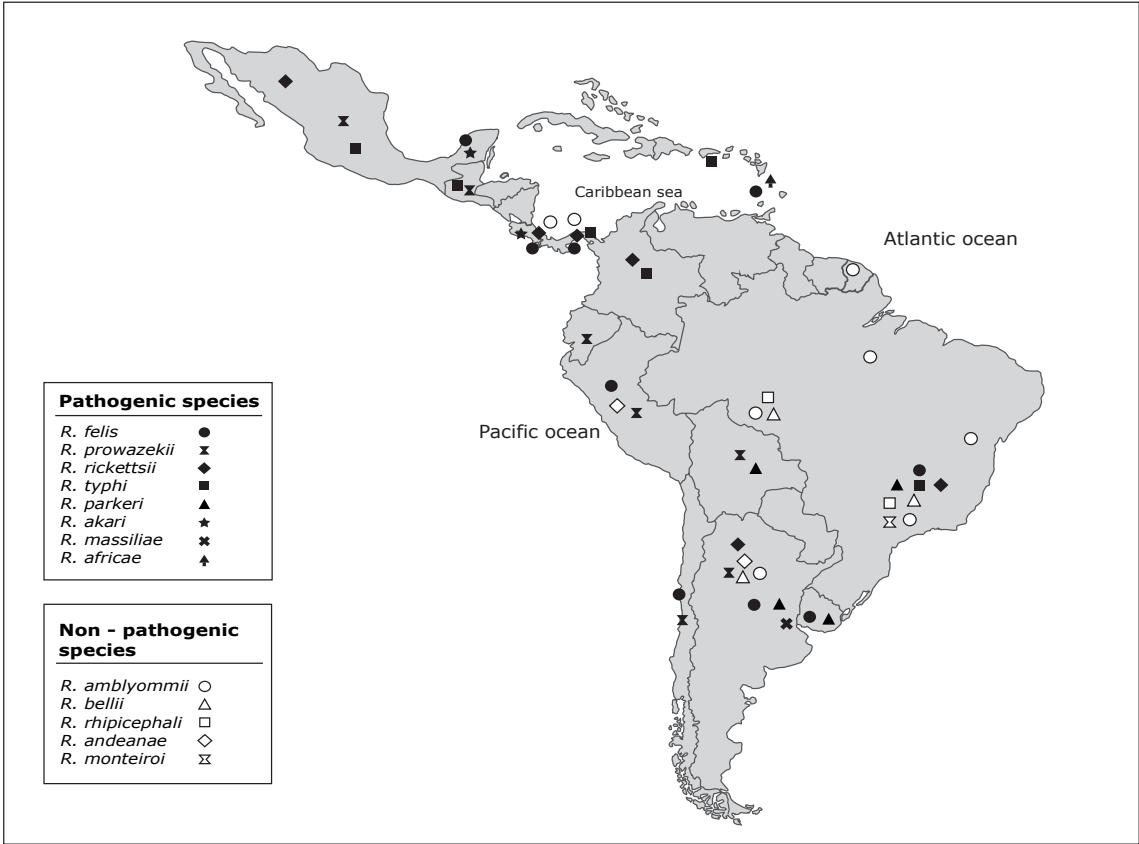 Caribbean sea
Atlantic ocean
Pacific ocean
Pathogenic species
R. felis
R. prowazekii
R. rickettsii
R. typhi
R. parkeri
R. akari
R. massiliae
R. africae
Non - pathogenic
species
R. amblyommii
R. bellii
R. rhipicephali
R. andeanae
R. monteiroi